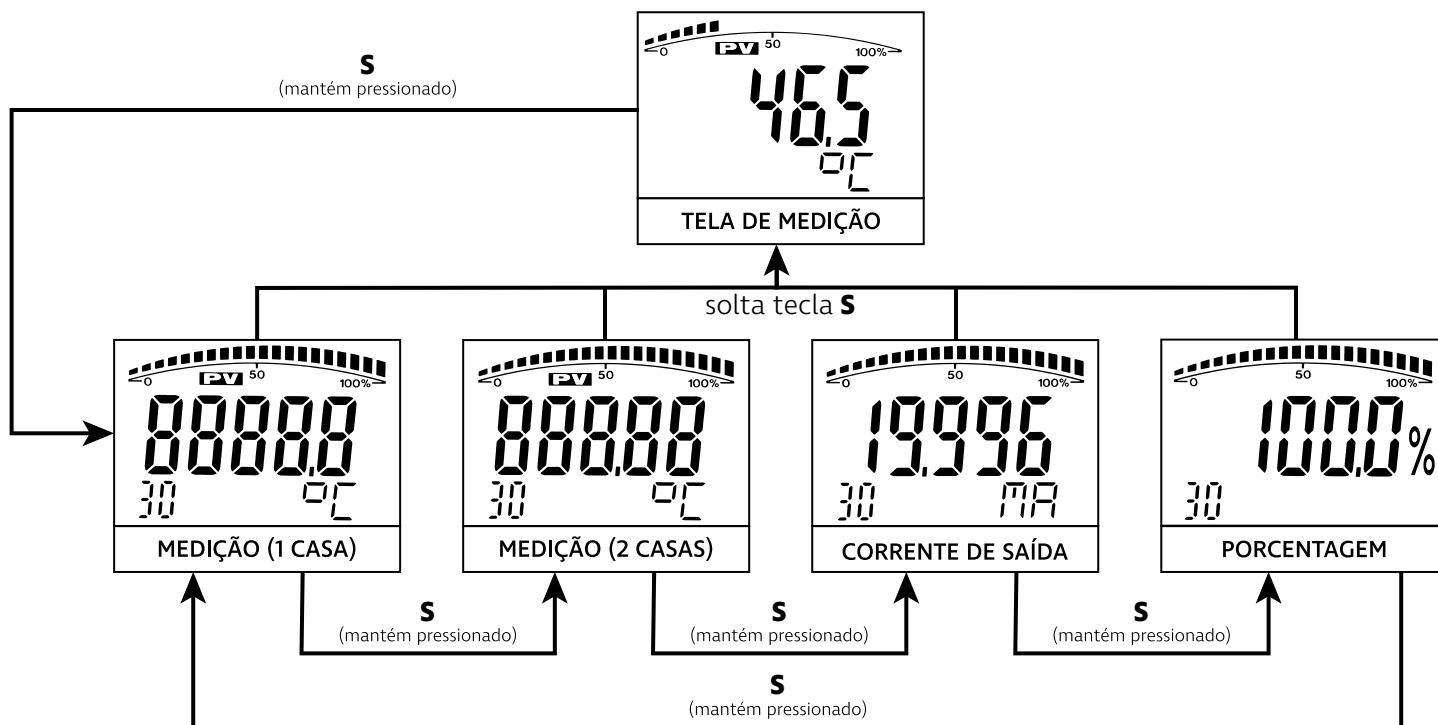 0 PV 50 100%
46.5
°C
TELA DE MEDIÇÃO
S
(mantém pressionado)
solta tecla S
0 PV 50 100%
8888.8
30 °C
MEDIÇÃO (1 CASA)
0 PV 50 100%
888.88
30 °C
MEDIÇÃO (2 CASAS)
0 50 100%
19.996
30 MA
CORRENTE DE SAÍDA
0 50 100%
100.0%
30
PORCENTAGEM
S
(mantém pressionado)
S
(mantém pressionado)
S
(mantém pressionado)
S
(mantém pressionado)